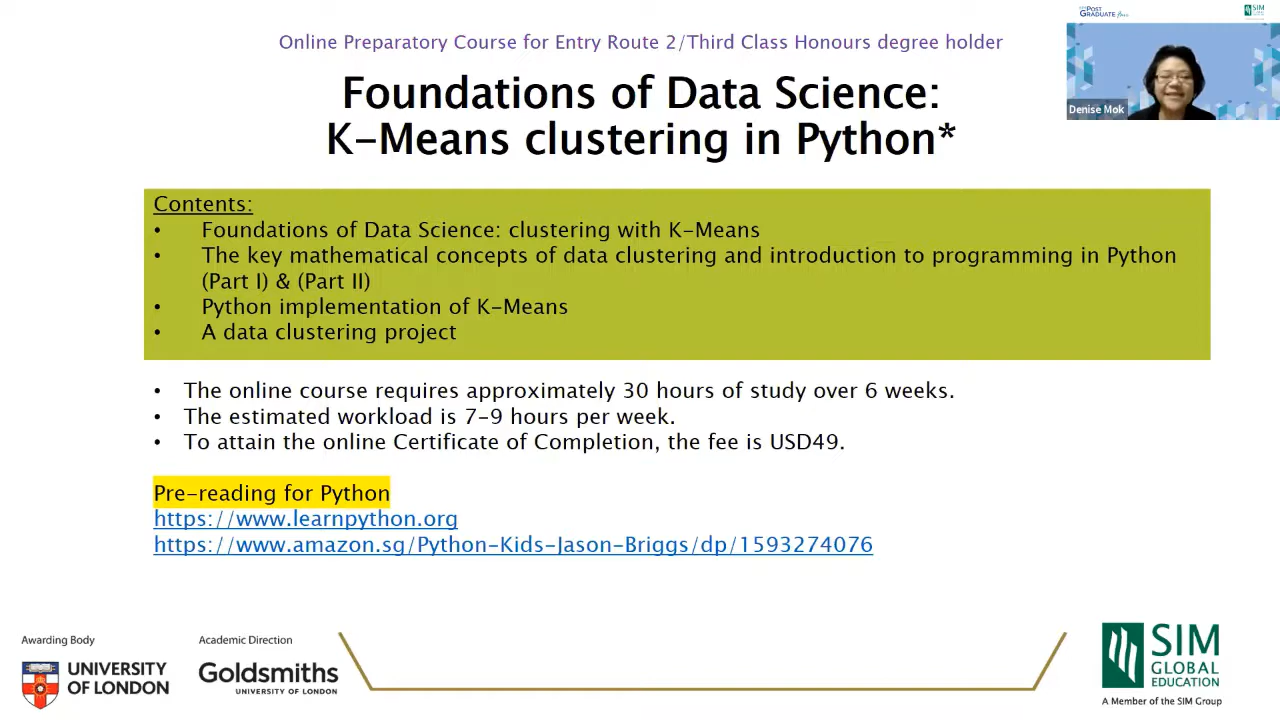 POST
GRADUATE
SIM
Online Preparatory Course for Entry Route 2/Third Class Honours degree holder
Denise Mok
Foundations of Data Science:
K-Means clustering in Python*
Contents:
• Foundations of Data Science: clustering with K-Means
• The key mathematical concepts of data clustering and introduction to programming in Python
(Part I) & (Part II)
• Python implementation of K-Means
• A data clustering project
• The online course requires approximately 30 hours of study over 6 weeks.
• The estimated workload is 7-9 hours per week.
• To attain the online Certificate of Completion, the fee is USD49.
Pre-reading for Python
https://www.learnpython.org
https://www.amazon.sg/Python-Kids-Jason-Briggs/dp/1593274076
Awarding Body
UNIVERSITY
OF LONDON
Academic Direction
Goldsmiths
UNIVERSITY OF LONDON
SIM
GLOBAL
EDUCATION
A Member of the SIM Group